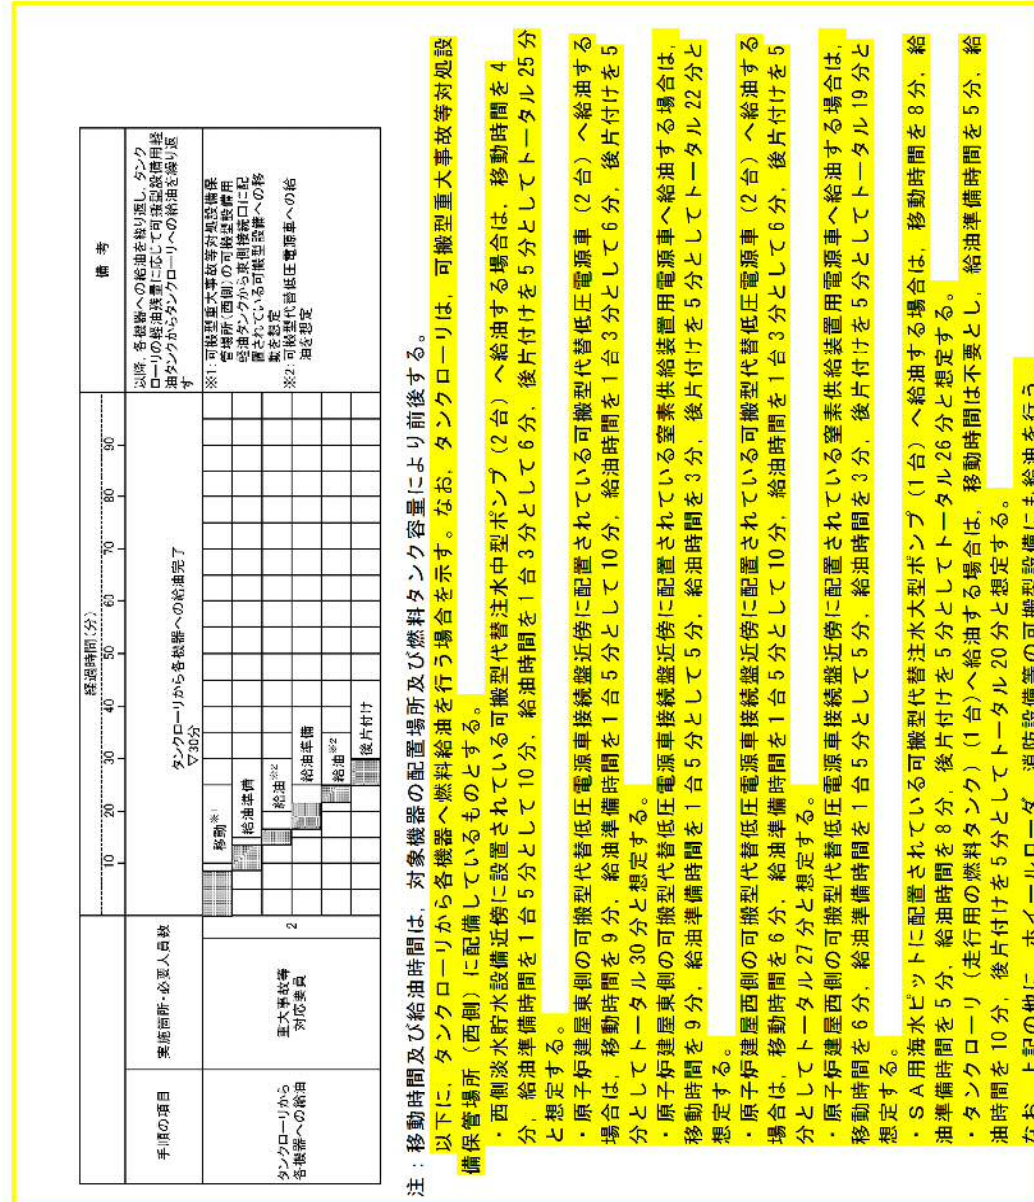 手順の項目
実施箇所・必要人員数
経過時間(分)
10 20 30 40 50 60 70 80 90
備考
タンクローリから
各機器への給油
重大事故等
対応要員
2
タンクローリから各機器への給油完了
▽30分
移動※1
給油準備
給油※2
給油準備
給油※2
後片付け
以降,各機器への給油を繰り返し,タンク
ローリの軽油残量に応じて可搬型設備用軽
油タンクからタンクローリへの給油を繰り返
す
※1:可搬型重大事故等対処設備保
管場所(西側)の可搬型設備用
軽油タンクから東側接続口に配
置されている可搬型設備への移
動を想定
※2:可搬型代替低圧電源車への給
油を想定
注:移動時間及び給油時間は,対象機器の配置場所及び燃料タンク容量により前後する。
以下に,タンクローリから各機器へ燃料給油を行う場合を示す。なお,タンクローリは,可搬型重大事故等対処設
備保管場所(西側)に配備しているものとする。
・西側淡水貯水設備近傍に設置されている可搬型代替注水中型ポンプ(2台)へ給油する場合は,移動時間を4
分,給油準備時間を1台5分として10分,給油時間を1台3分として6分,後片付けを5分としてトータル25分
と想定する。
・原子炉建屋東側の可搬型代替低圧電源車接続盤近傍に配置されている可搬型代替低圧電源車(2台)へ給油する
場合は,移動時間を9分,給油準備時間を1台5分として10分,給油時間を1台3分として6分,後片付けを5
分としてトータル30分と想定する。
・原子炉建屋東側の可搬型代替低圧電源車接続盤近傍に配置されている窒素供給装置用電源車へ給油する場合は,
移動時間を9分,給油準備時間を1台5分として5分,給油時間を3分,後片付けを5分としてトータル22分と
想定する。
・原子炉建屋西側の可搬型代替低圧電源車接続盤近傍に配置されている可搬型代替低圧電源車(2台)へ給油する
場合は,移動時間を6分,給油準備時間を1台5分として10分,給油時間を1台3分として6分,後片付けを5
分としてトータル27分と想定する。
・原子炉建屋西側の可搬型代替低圧電源車接続盤近傍に配置されている窒素供給装置用電源車へ給油する場合は,
移動時間を6分,給油準備時間を1台5分として5分,給油時間を3分,後片付けを5分としてトータル19分と
想定する。
・SA用海水ピットに配置されている可搬型代替注水大型ポンプ(1台)へ給油する場合は,移動時間を8分,給
油準備時間を5分,給油時間を8分,後片付けを5分としてトータル26分と想定する。
・タンクローリ(走行用の燃料タンク)(1台)へ給油する場合は,移動時間は不要とし,給油準備時間を5分,給
油時間を10分,後片付けを5分としてトータル20分と想定する。
なお,上記の他に,ホイールローダ,消防設備等の可搬型設備にも給油を行う